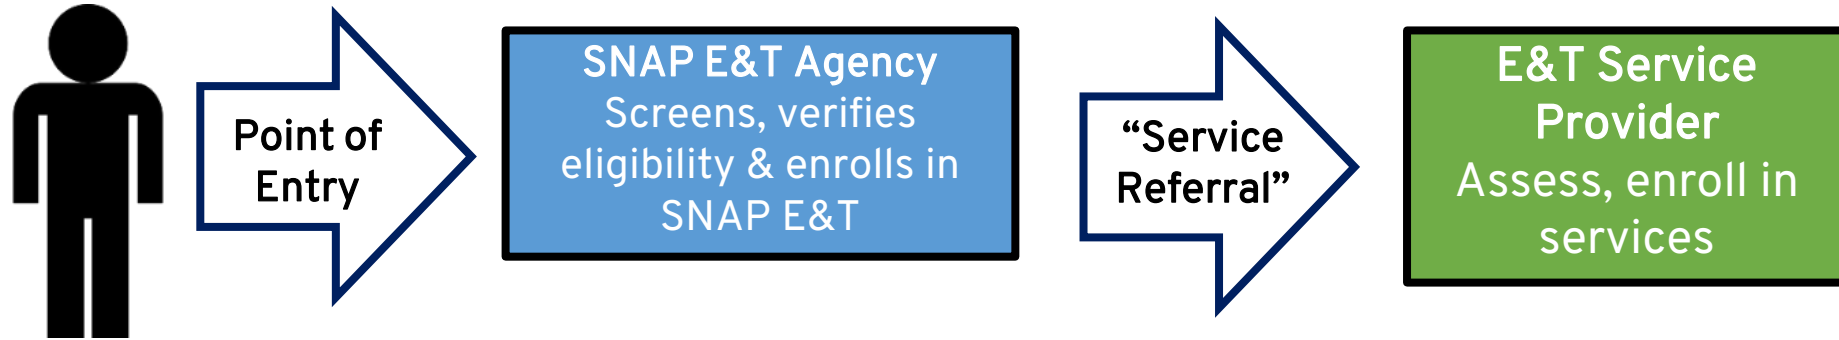 Point of
Entry
SNAP E&T Agency
Screens, verifies
eligibility & enrolls in
SNAP E&T
“Service
Referral”
E&T Service
Provider
Assess, enroll in
services